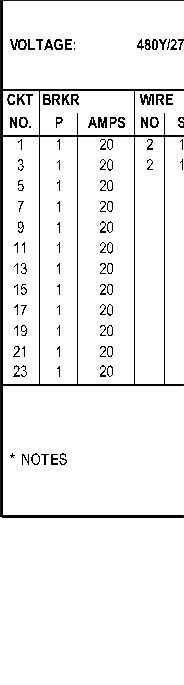 VOLTAGE: 480Y/27
CKT BRKR WIRE
NO. P AMPS NO S
1 1 20 2 1
3 1 20 2 1
5 1 20
7 1 20
9 1 20
11 1 20
13 1 20
15 1 20
17 1 20
19 1 20
21 1 20
23 1 20
* NOTES